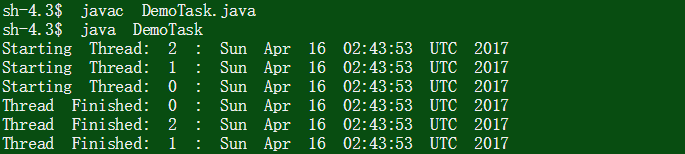 sh-4.3$ javac DemoTask.java
sh-4.3$ java DemoTask
Starting Thread: 2 : Sun Apr 16 02:43:53 UTC 2017
Starting Thread: 1 : Sun Apr 16 02:43:53 UTC 2017
Starting Thread: 0 : Sun Apr 16 02:43:53 UTC 2017
Thread Finished: 0 : Sun Apr 16 02:43:53 UTC 2017
Thread Finished: 2 : Sun Apr 16 02:43:53 UTC 2017
Thread Finished: 1 : Sun Apr 16 02:43:53 UTC 2017